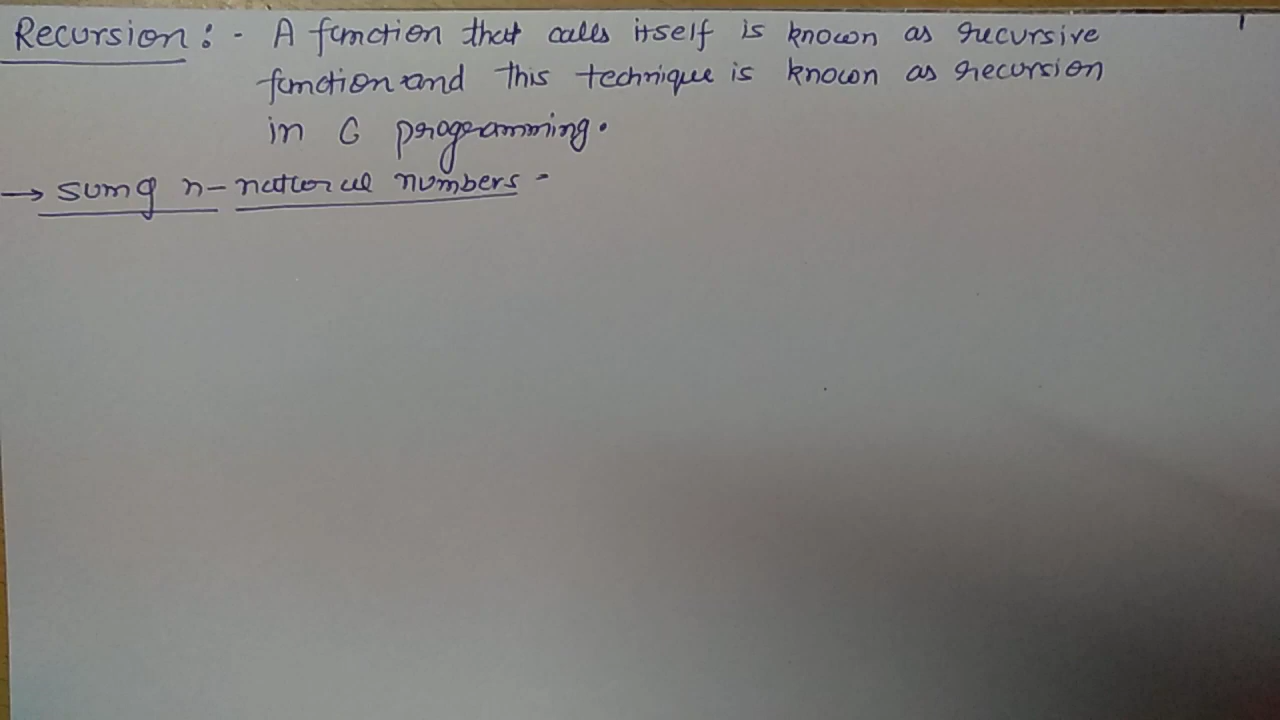 Recursion :- A function that calls itself is known as recursive
function and this technique is known as recursion
in C programming.
→ sum of n- natural numbers -